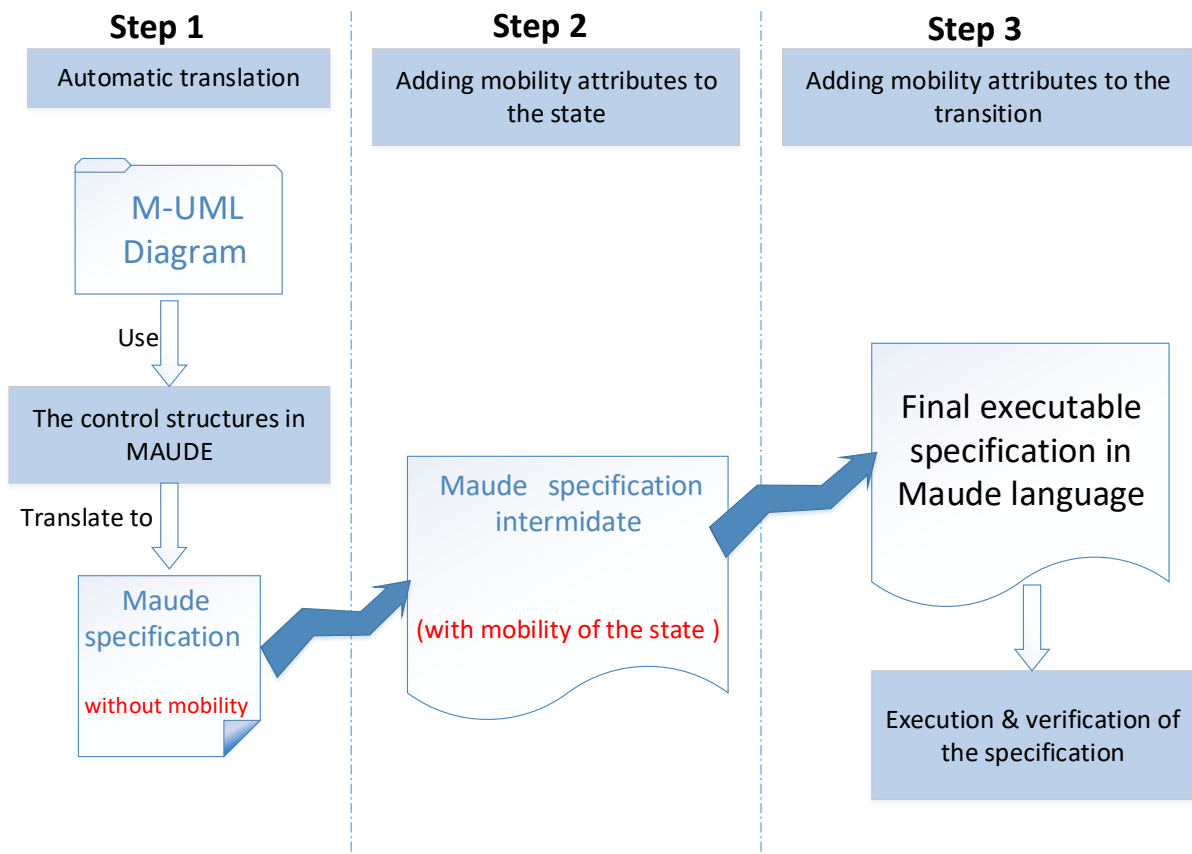 Step 1
Automatic translation
M-UML
Diagram
Use
The control structures in
MAUDE
Translate to
Maude
specification
without mobility
Step 2
Adding mobility attributes to
the state
Maude specification
intermidate
(with mobility of the state )
Step 3
Adding mobility attributes to the
transition
Final executable
specification in
Maude language
Execution & verification of
the specification